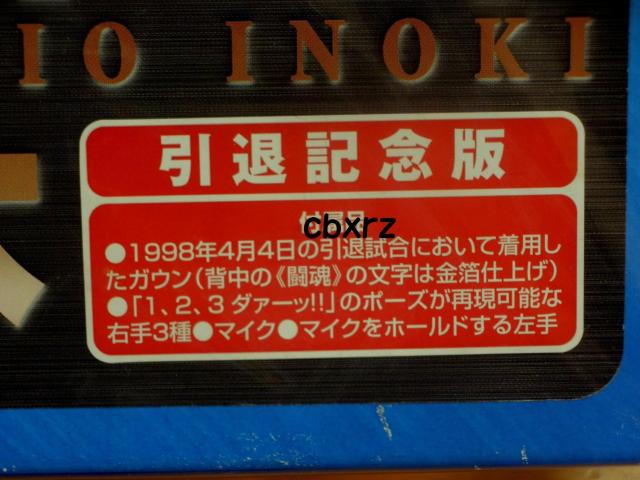 IO INOKI
引退記念版
付属品
cbxrz
●1998年4月4日の引退試合において着用し
たガウン(背中の《闘魂》の文字は金箔仕上げ)
●「1、2、3 ダァーッ!!」のポーズが再現可能な
右手3種●マイク●マイクをホールドする左手